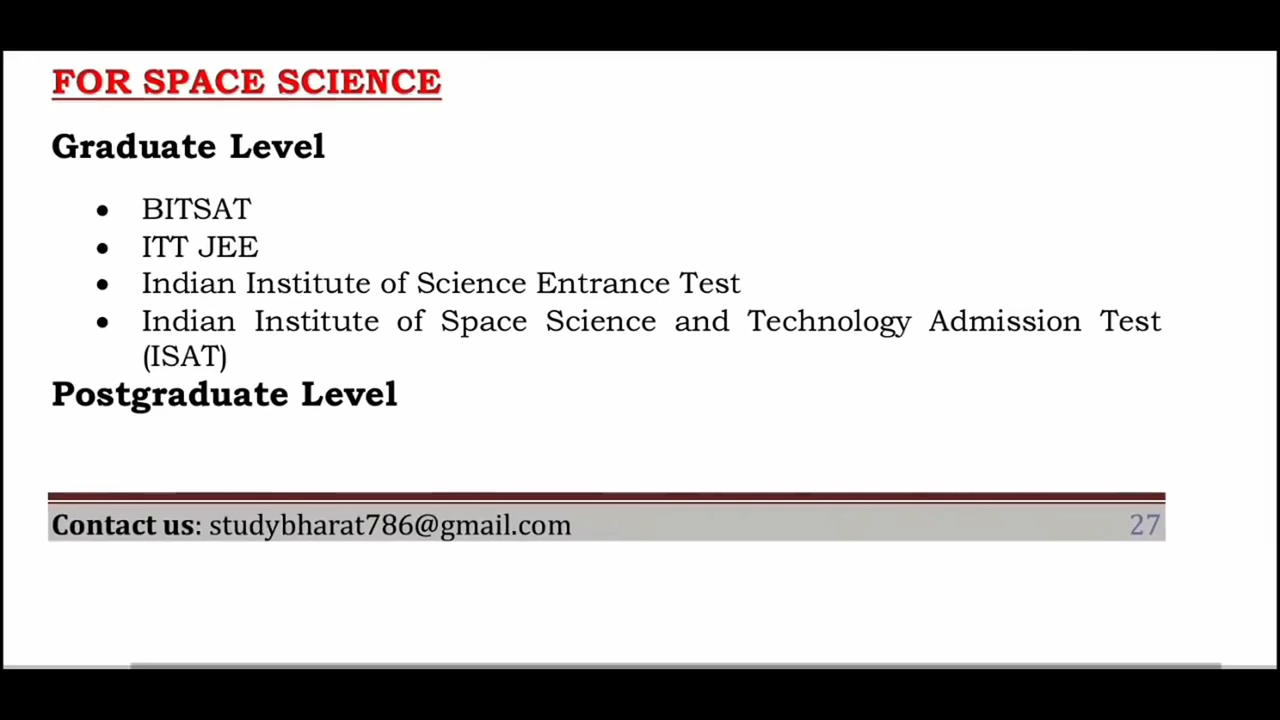 FOR SPACE SCIENCE
Graduate Level
• BITSAT
• ITT JEE
• Indian Institute of Science Entrance Test
• Indian Institute of Space Science and Technology Admission Test
(ISAT)
Postgraduate Level
Contact us: studybharat786@gmail.com 27